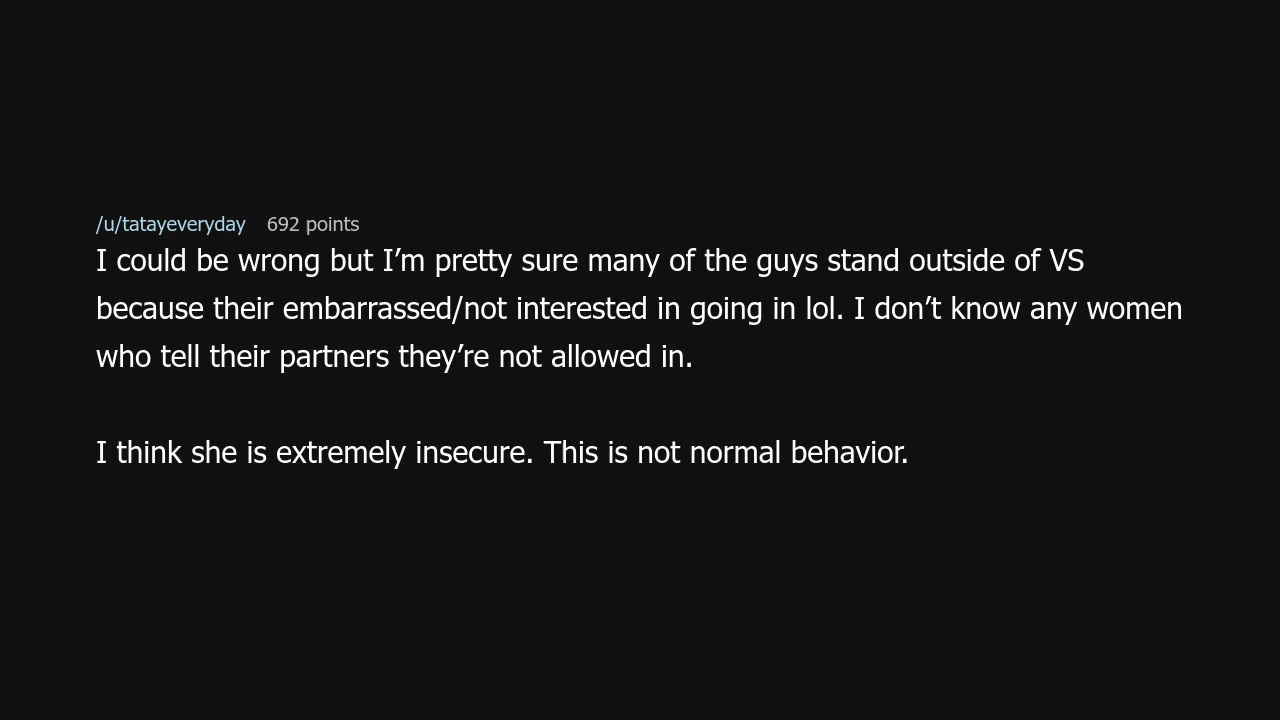 /u/tatayeveryday 692 points
I could be wrong but I’m pretty sure many of the guys stand outside of VS
because their embarrassed/not interested in going in lol. I don’t know any women
who tell their partners they’re not allowed in.
I think she is extremely insecure. This is not normal behavior.